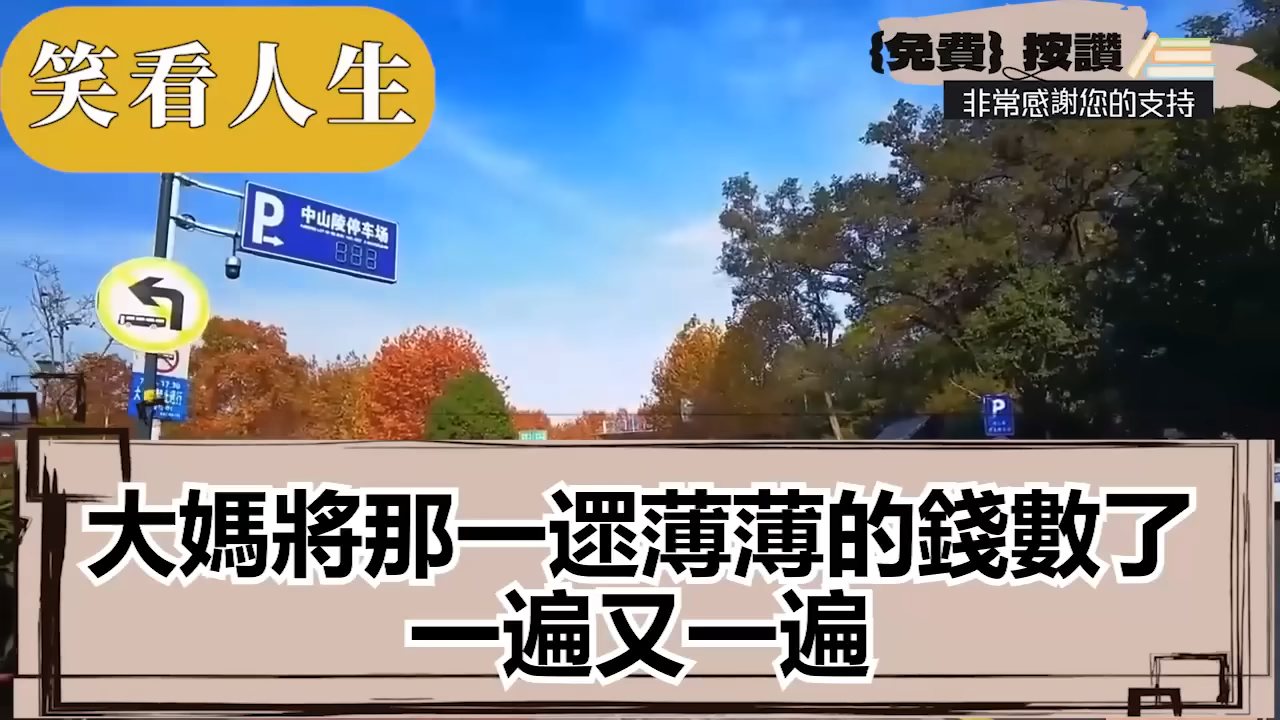 笑看人生
{免費} 按讚
非常感謝您的支持
P 中山陵停车场
888
P
大媽將那一遝薄薄的錢數了
一遍又一遍